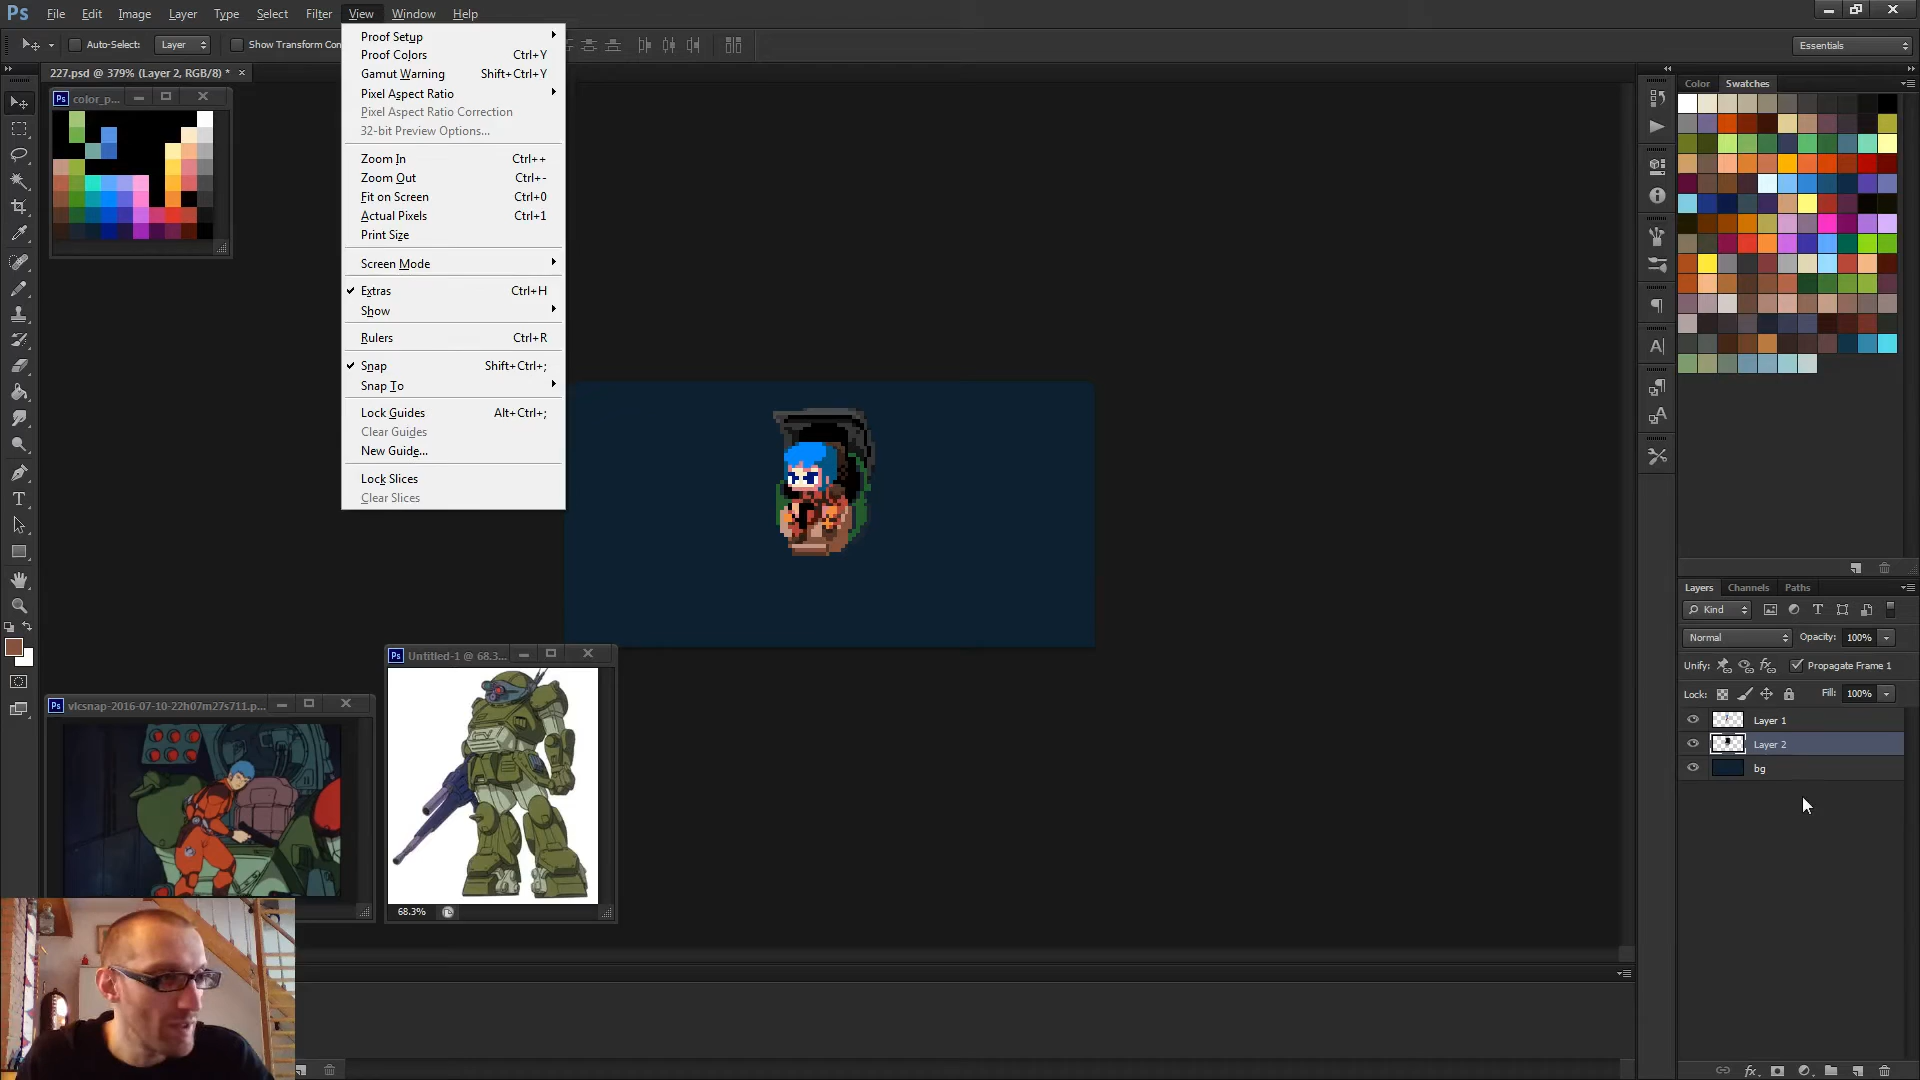 Ps File Edit Image Layer Type Select Filter View Window Help
Auto-Select: Layer Show Transform Con
Essentials
227.psd @ 379% (Layer 2, RGB/8) *
Ps color_p...
Proof Setup
Proof Colors Ctrl+Y
Gamut Warning Shift+Ctrl+Y
Pixel Aspect Ratio
Pixel Aspect Ratio Correction
32-bit Preview Options...
Zoom In Ctrl++
Zoom Out Ctrl+-
Fit on Screen Ctrl+0
Actual Pixels Ctrl+1
Print Size
Screen Mode
Extras Ctrl+H
Show
Rulers Ctrl+R
Snap Shift+Ctrl+;
Snap To
Lock Guides Alt+Ctrl+;
Clear Guides
New Guide...
Lock Slices
Clear Slices
Color Swatches
Ps Untitled-1 @ 68.3...
68.3%
Ps vlcsnap-2016-07-10-22h07m27s711.p...
Layers Channels Paths
Kind
Normal Opacity: 100%
Unify: Propagate Frame 1
Lock: Fill: 100%
Layer 1
Layer 2
bg